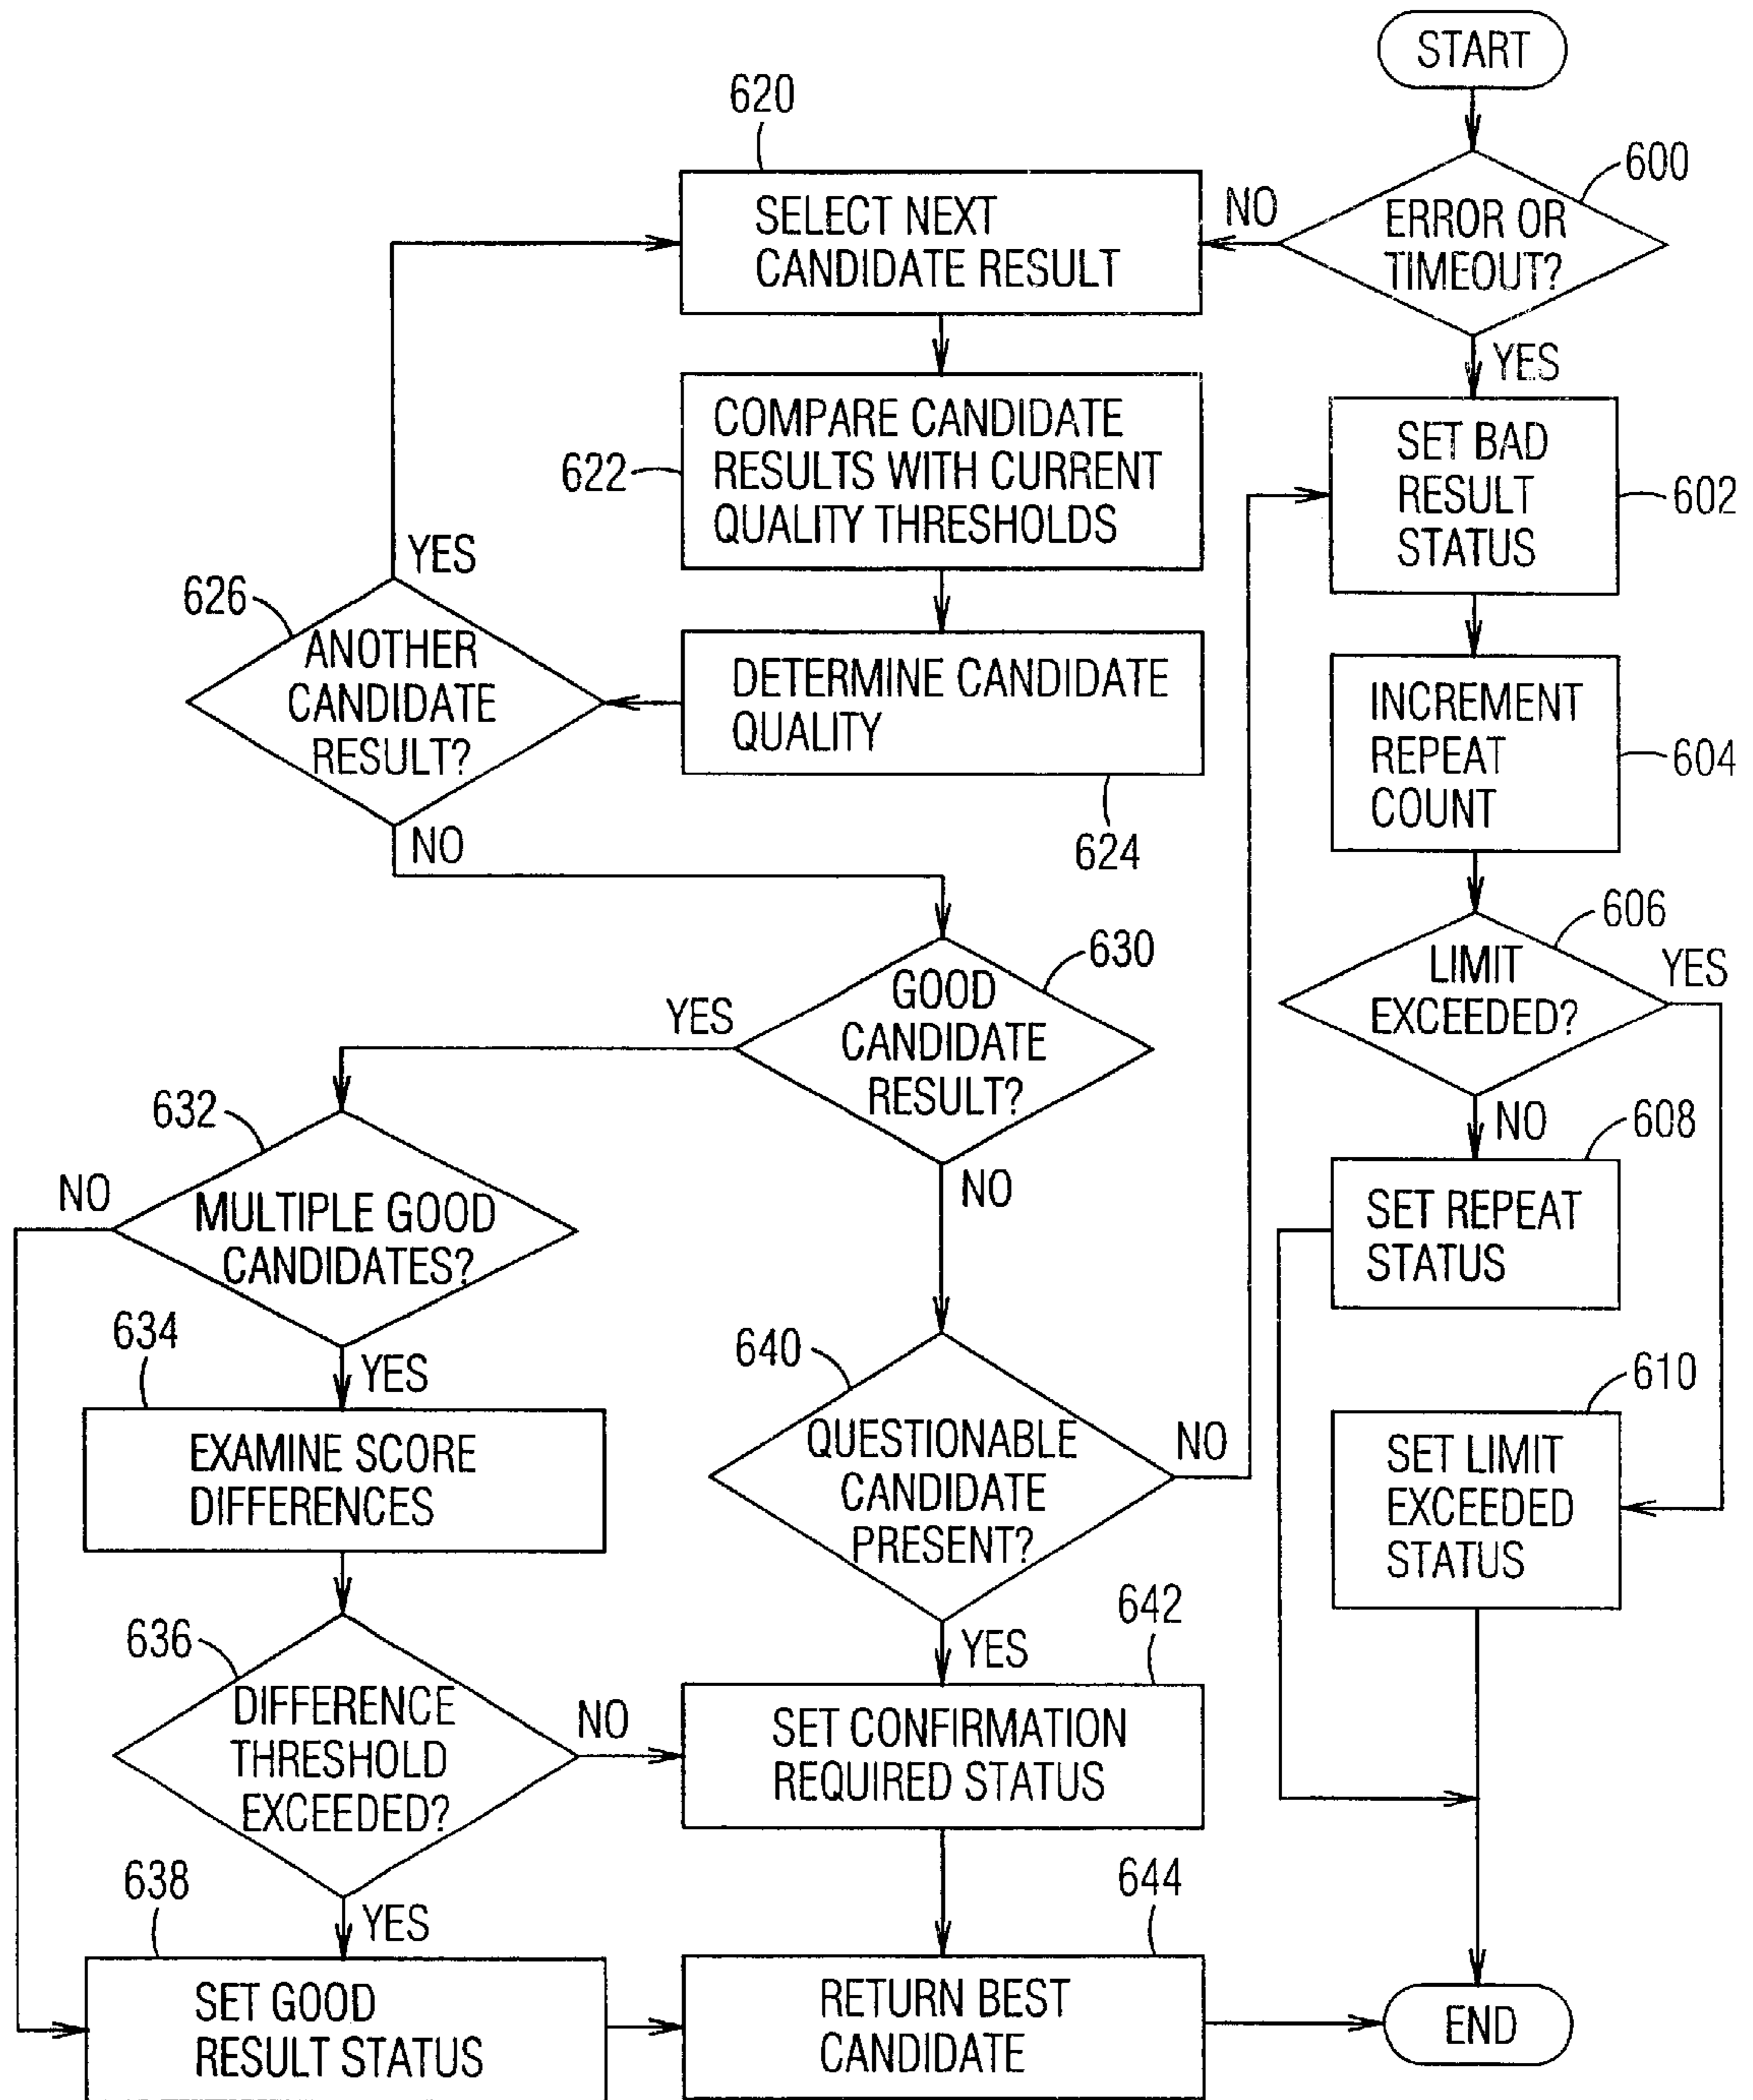 START
620
600
SELECT NEXT
CANDIDATE RESULT
NO
ERROR OR
TIMEOUT?
YES
COMPARE CANDIDATE
RESULTS WITH CURRENT
QUALITY THRESHOLDS
622
SET BAD
RESULT
STATUS
602
YES
626
ANOTHER
CANDIDATE
RESULT?
DETERMINE CANDIDATE
QUALITY
624
INCREMENT
REPEAT
COUNT
604
NO
606
630
GOOD
CANDIDATE
RESULT?
YES
LIMIT
EXCEEDED?
YES
632
NO
608
NO
NO
MULTIPLE GOOD
CANDIDATES?
SET REPEAT
STATUS
634
640
YES
610
EXAMINE SCORE
DIFFERENCES
QUESTIONABLE
CANDIDATE
PRESENT?
NO
SET LIMIT
EXCEEDED
STATUS
636
642
YES
DIFFERENCE
THRESHOLD
EXCEEDED?
NO
SET CONFIRMATION
REQUIRED STATUS
638
644
YES
SET GOOD
RESULT STATUS
RETURN BEST
CANDIDATE
END